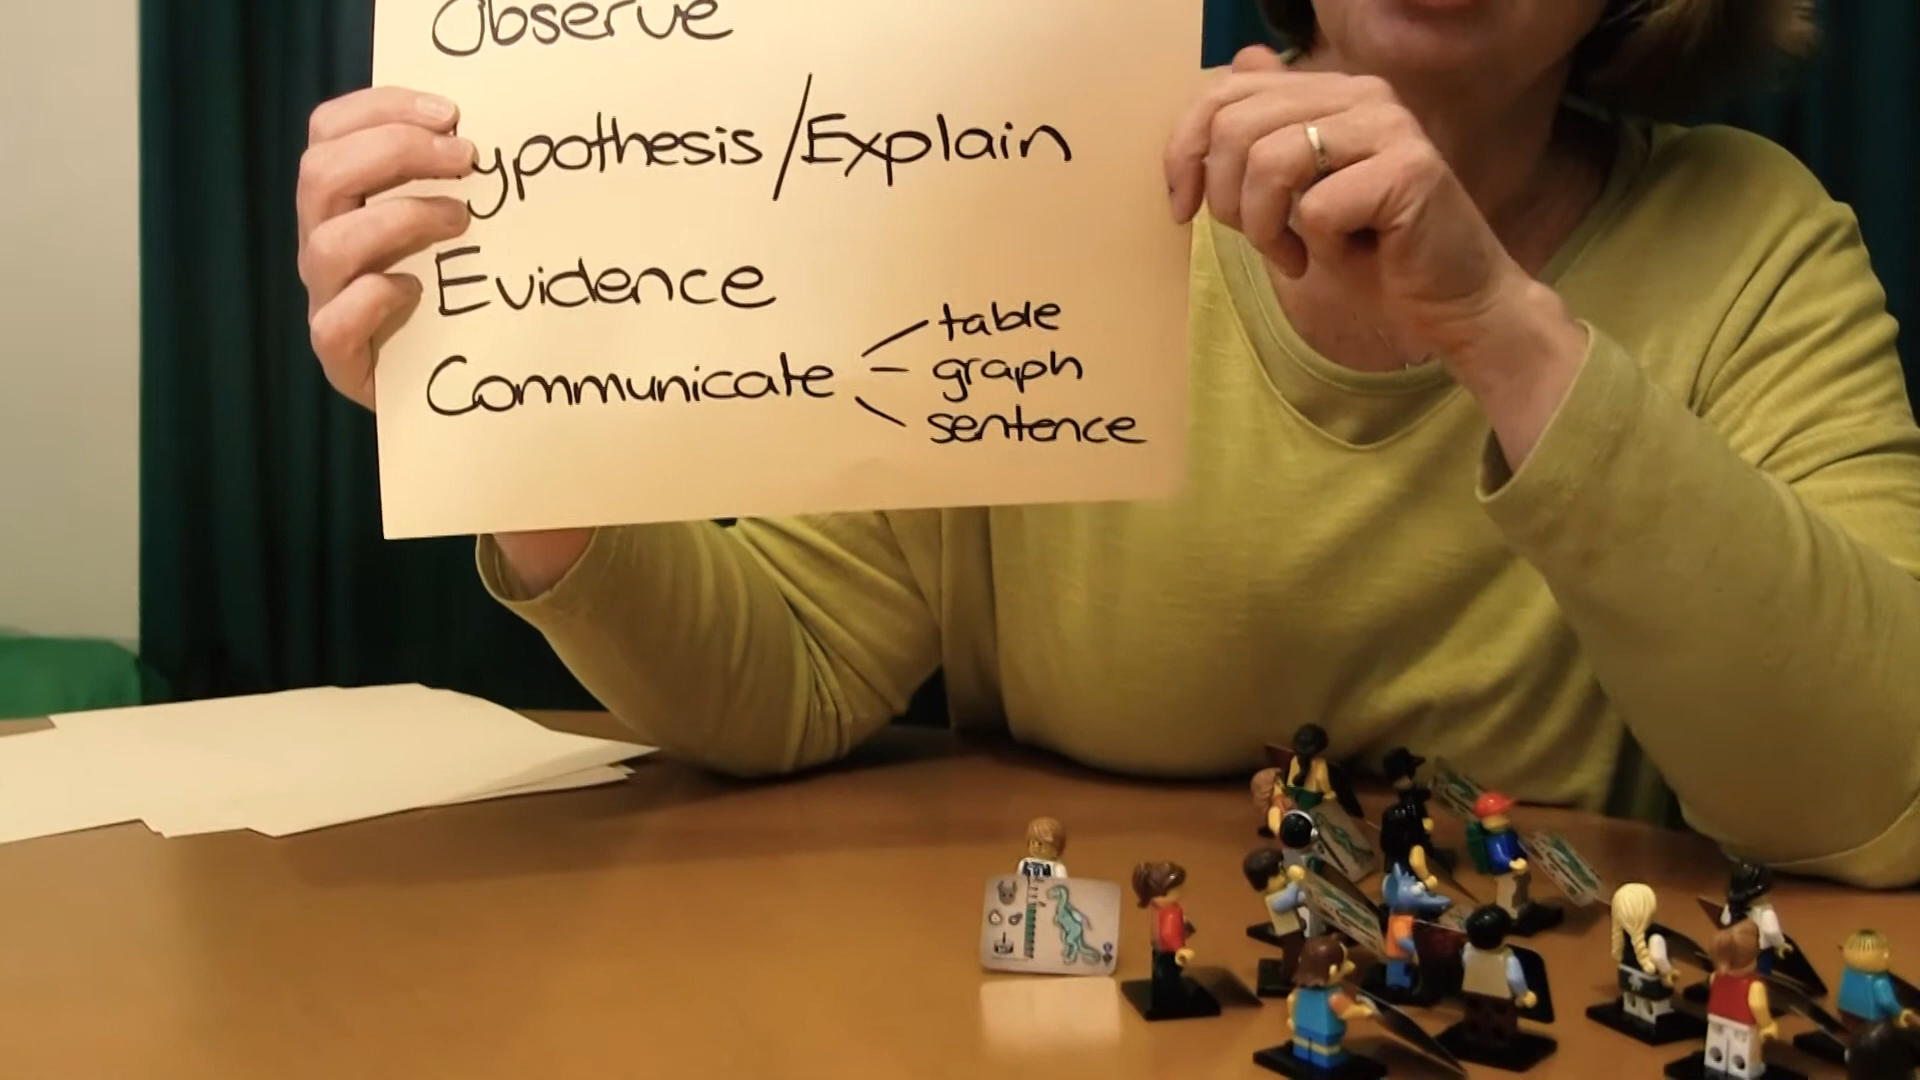 Observe
ypothesis/Explain
Evidence
Communicate
table
graph
sentence